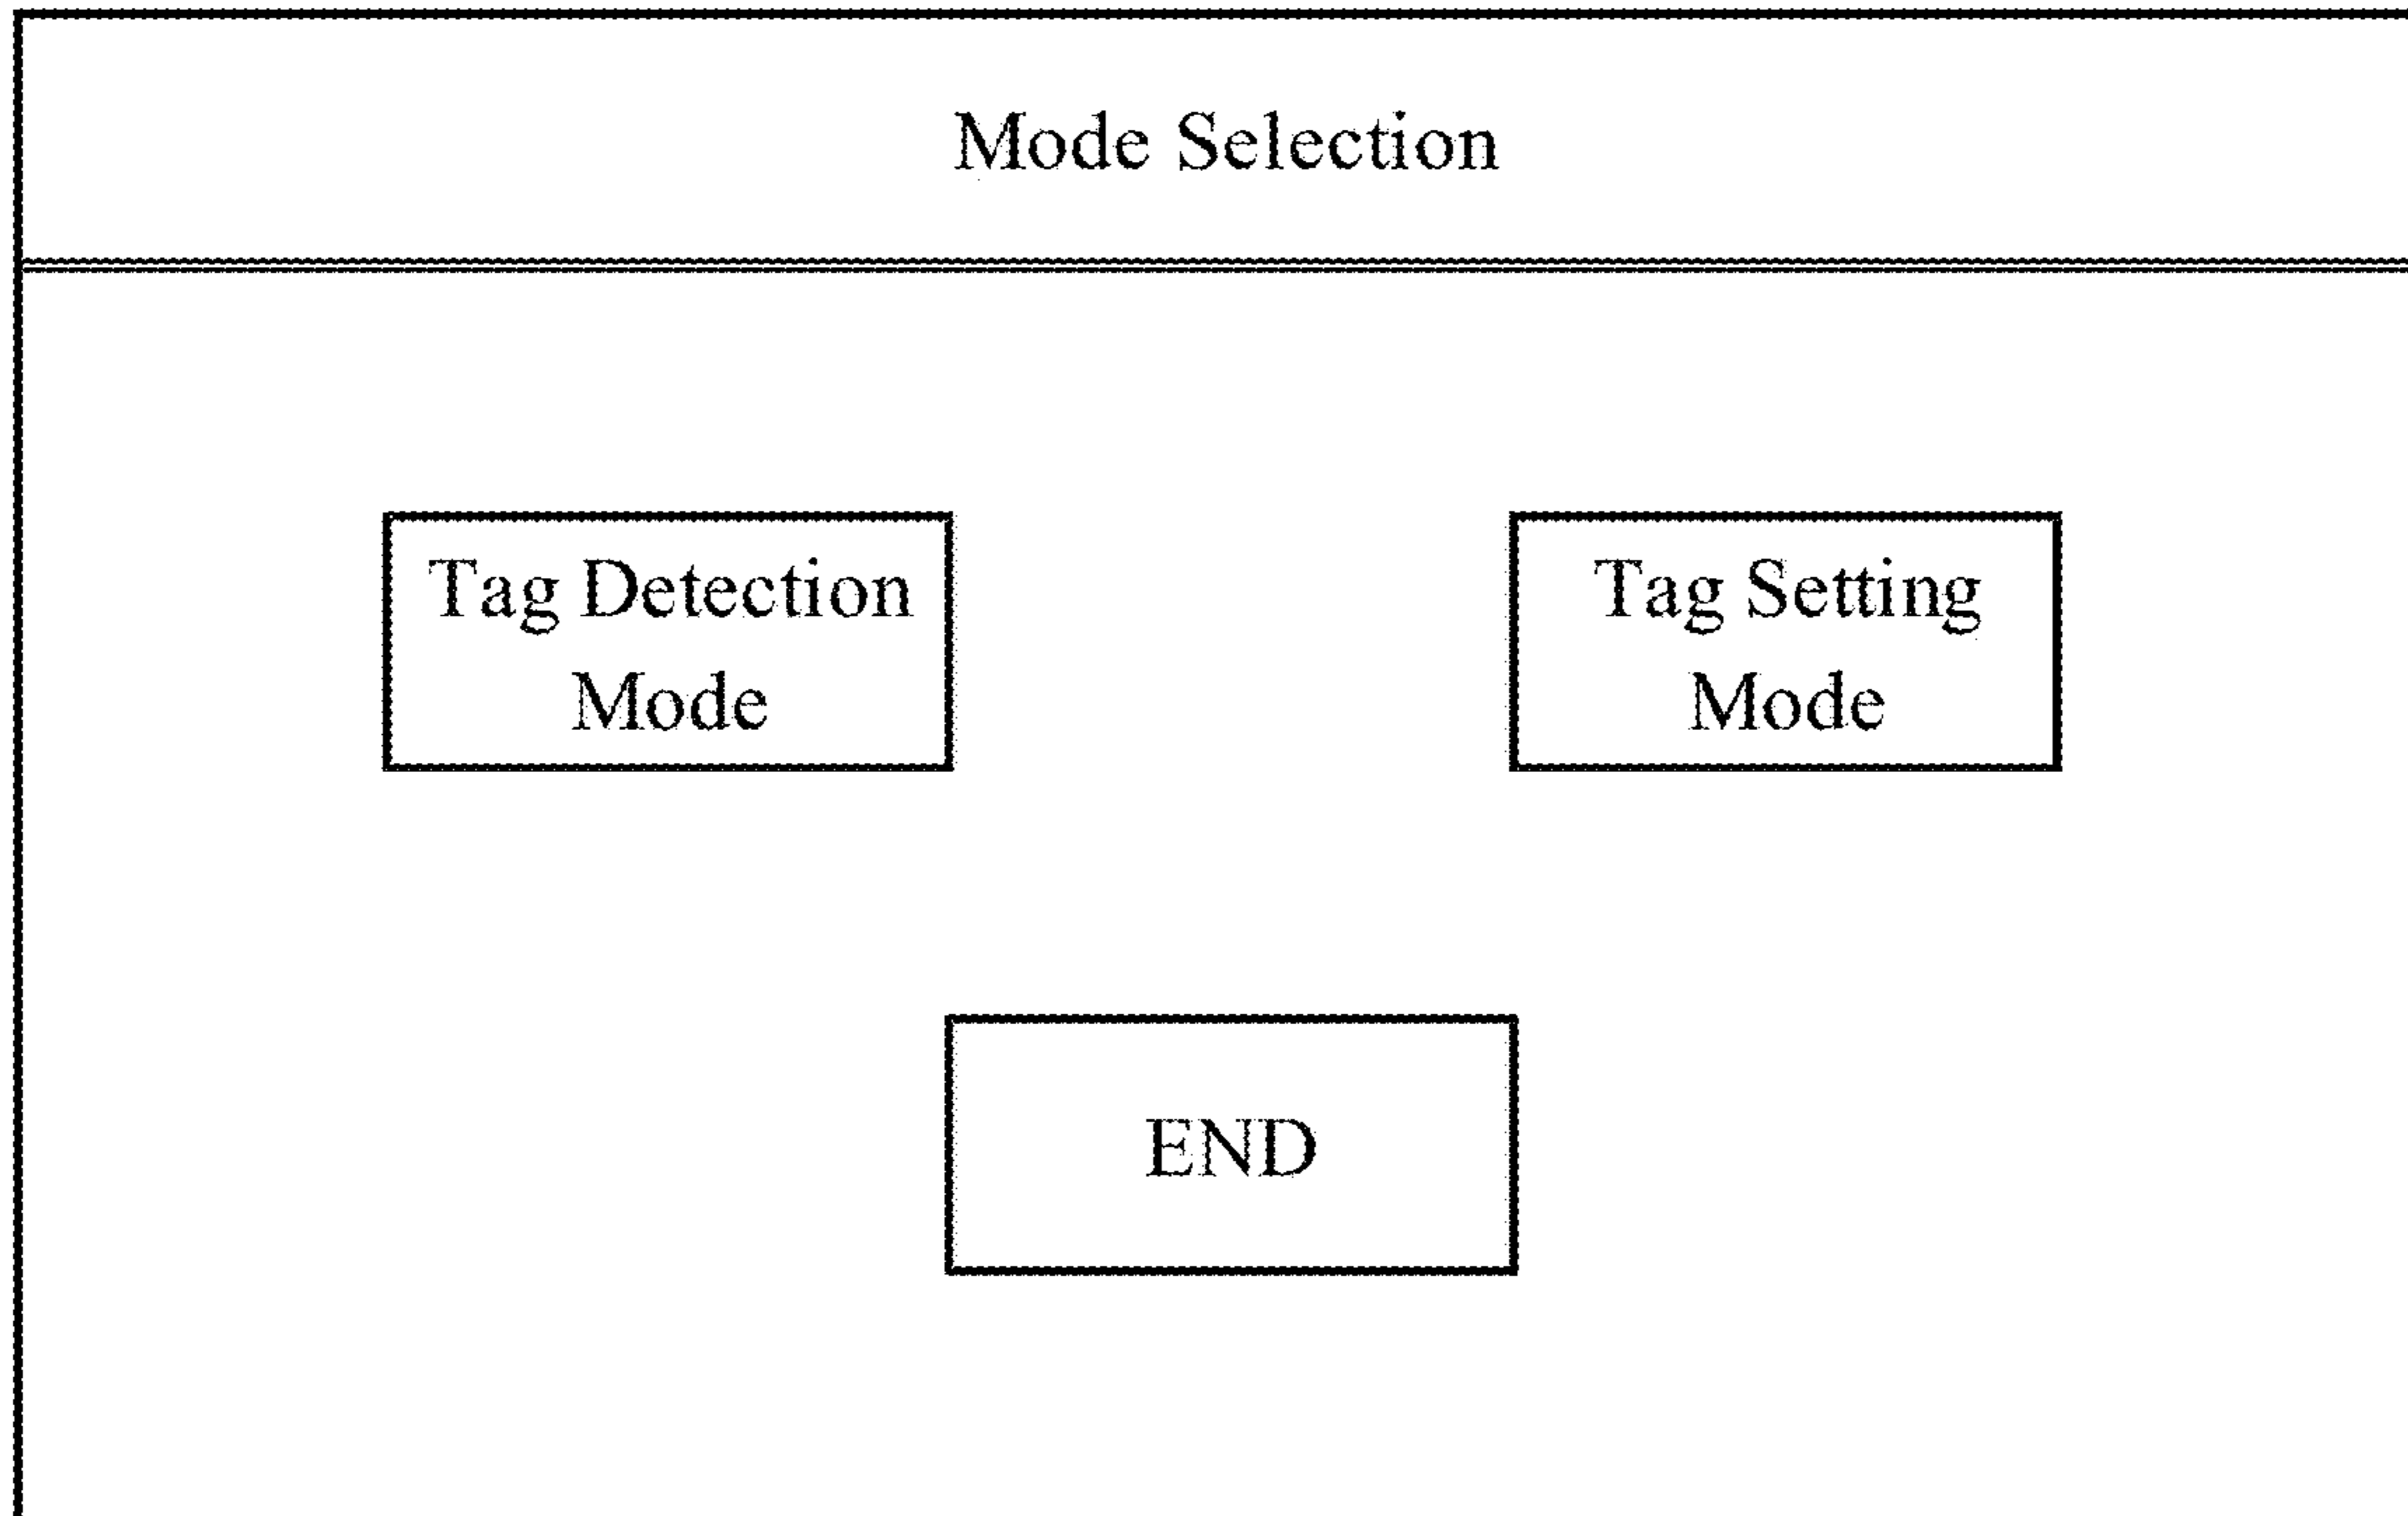 Mode Selection
Tag Detection
Mode
Tag Setting
Mode
END